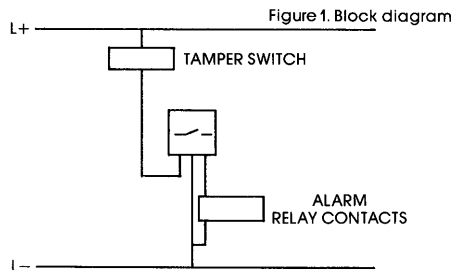 Figure 1. Block diagram
L+
TAMPER SWITCH
ALARM
RELAY CONTACTS
L–